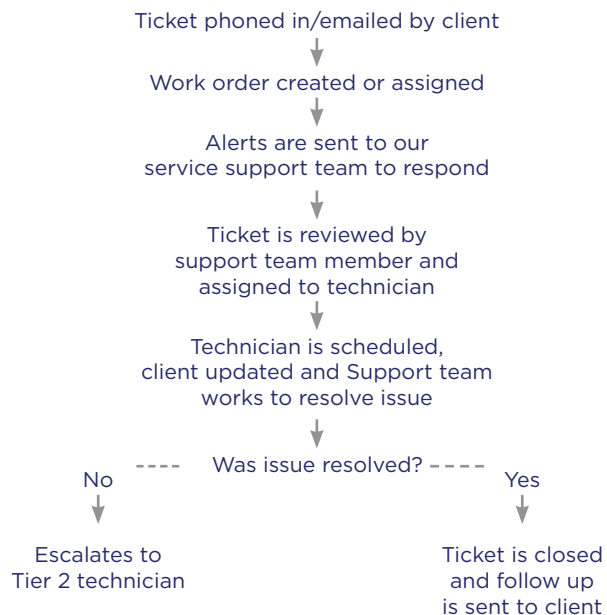 Ticket phoned in/emailed by client
Work order created or assigned
Alerts are sent to our
service support team to respond
Ticket is reviewed by
support team member and
assigned to technician
Technician is scheduled,
client updated and Support team
works to resolve issue
Was issue resolved?
No
Yes
Escalates to
Tier 2 technician
Ticket is closed
and follow up
is sent to client